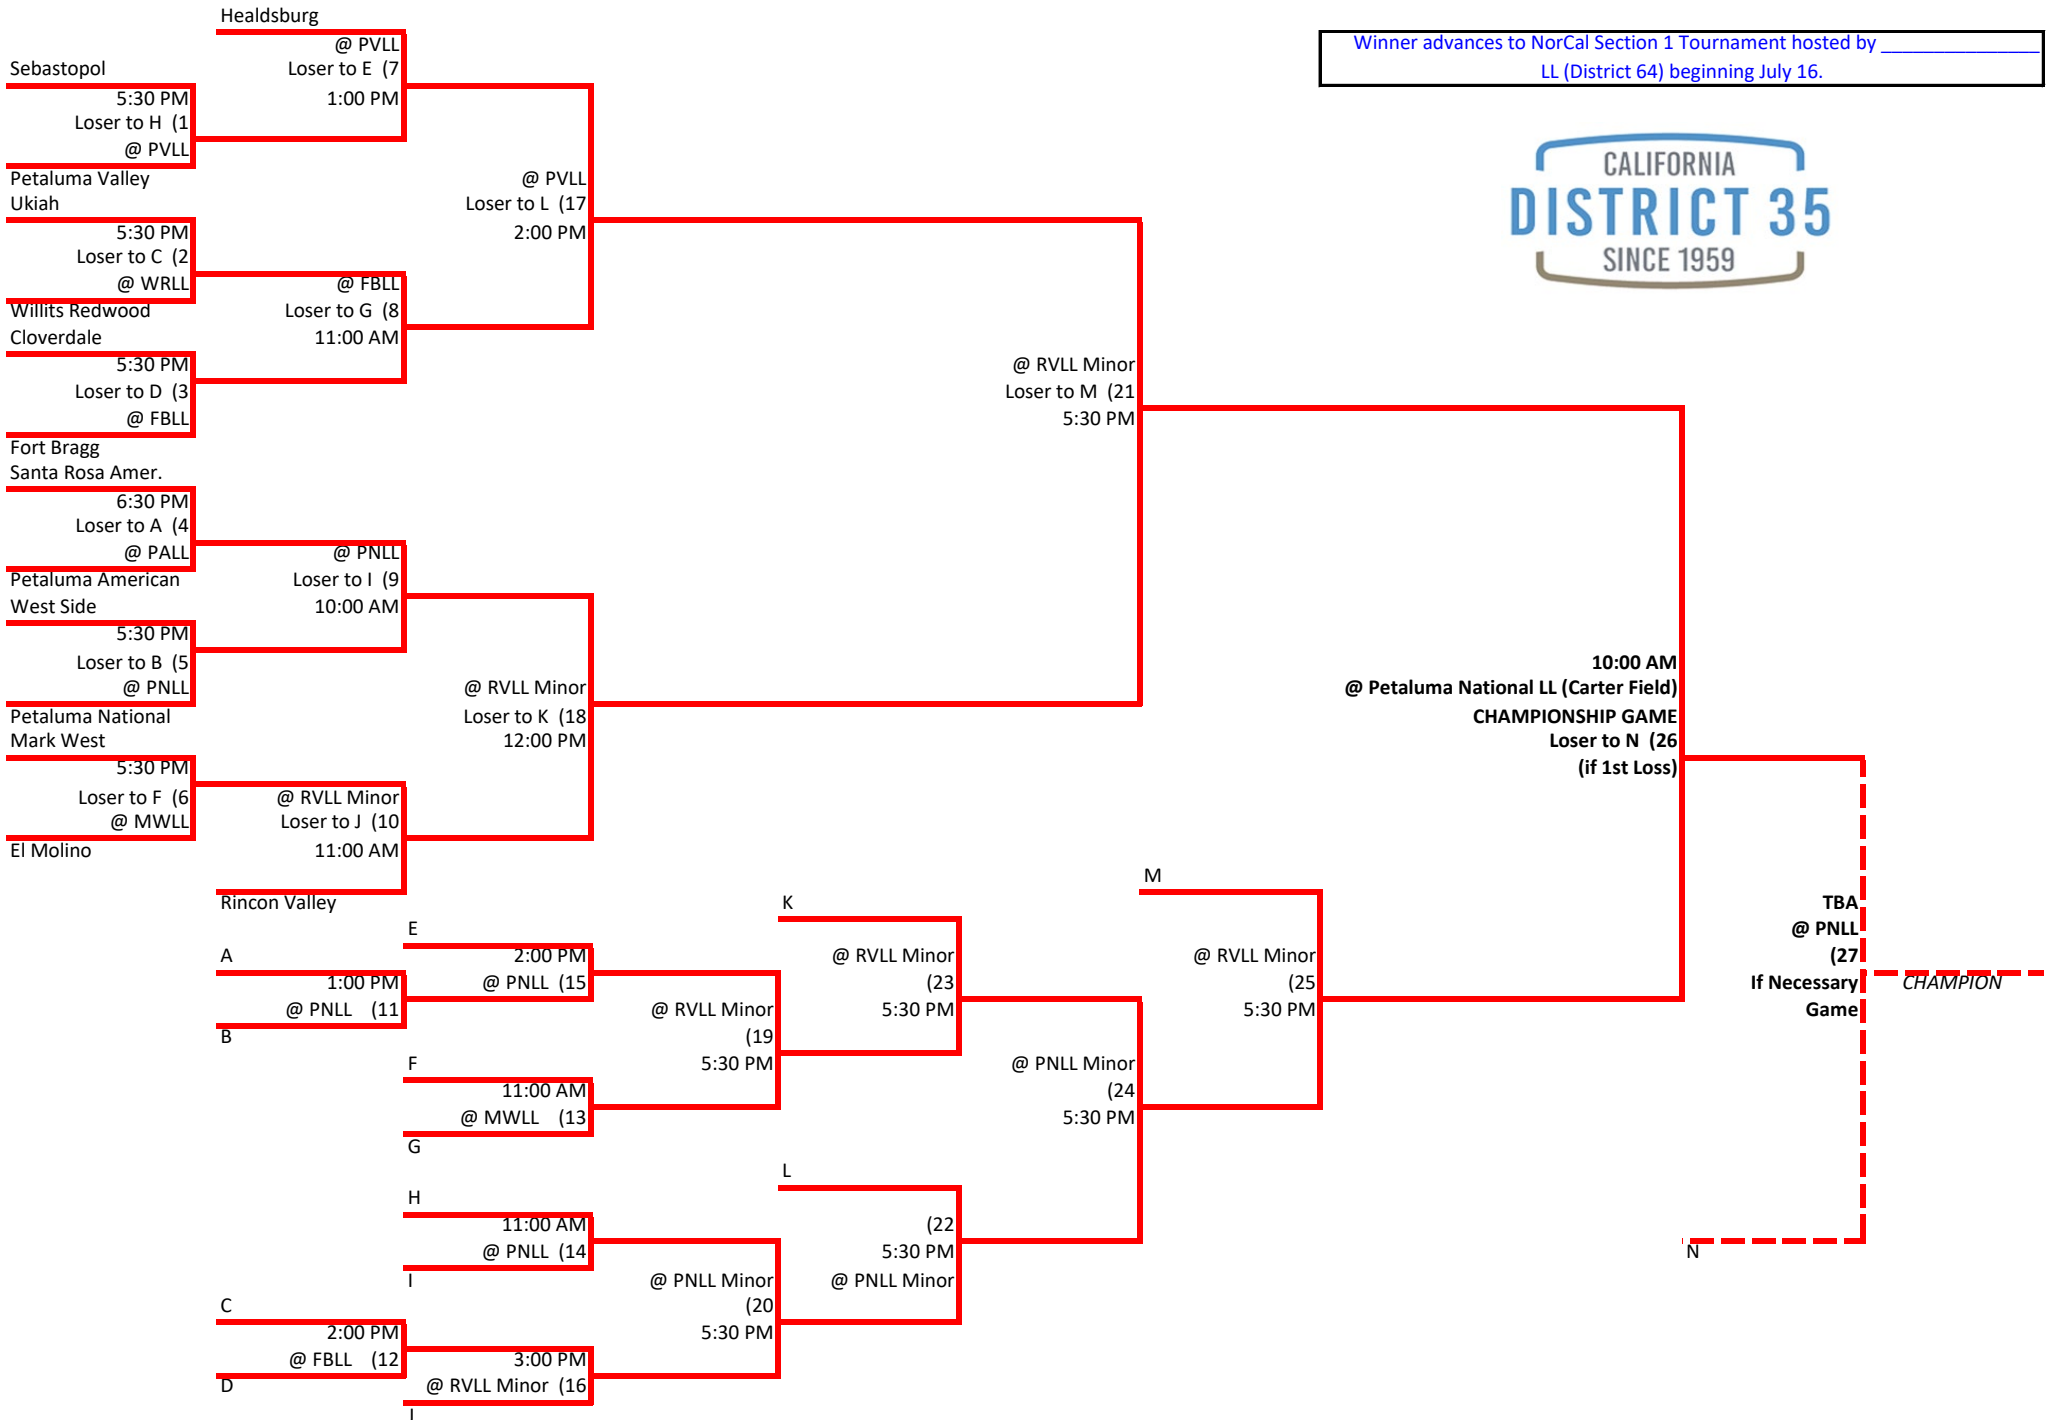 Healdsburg
@ PVLL
Loser to E (7
1:00 PM
Winner advances to NorCal Section 1 Tournament hosted by _______________
LL (District 64) beginning July 16.
CALIFORNIA
DISTRICT 35
SINCE 1959
Sebastopol
5:30 PM
Loser to H (1
@ PVLL
Petaluma Valley
Ukiah
5:30 PM
Loser to C (2
@ WRLL
Willits Redwood
Cloverdale
5:30 PM
Loser to D (3
@ FBLL
Fort Bragg
Santa Rosa Amer.
6:30 PM
Loser to A (4
@ PALL
Petaluma American
West Side
5:30 PM
Loser to B (5
@ PNLL
Petaluma National
Mark West
5:30 PM
Loser to F (6
@ MWLL
El Molino
@ FBLL
Loser to G (8
11:00 AM
@ PNLL
Loser to I (9
10:00 AM
@ RVLL Minor
Loser to J (10
11:00 AM
Rincon Valley
@ PVLL
Loser to L (17
2:00 PM
@ RVLL Minor
Loser to K (18
12:00 PM
@ RVLL Minor
Loser to M (21
5:30 PM
10:00 AM
@ Petaluma National LL (Carter Field)
CHAMPIONSHIP GAME
Loser to N (26
(if 1st Loss)
TBA
@ PNLL
(27
If Necessary
Game
CHAMPION
N
A
1:00 PM
@ PNLL (11
B
E
2:00 PM
@ PNLL (15
F
11:00 AM
@ MWLL (13
G
H
11:00 AM
@ PNLL (14
I
C
2:00 PM
@ FBLL (12
D
3:00 PM
@ RVLL Minor (16
J
@ RVLL Minor
(19
5:30 PM
@ PNLL Minor
(20
5:30 PM
K
@ RVLL Minor
(23
5:30 PM
L
(22
5:30 PM
@ PNLL Minor
@ PNLL Minor
(24
5:30 PM
M
@ RVLL Minor
(25
5:30 PM